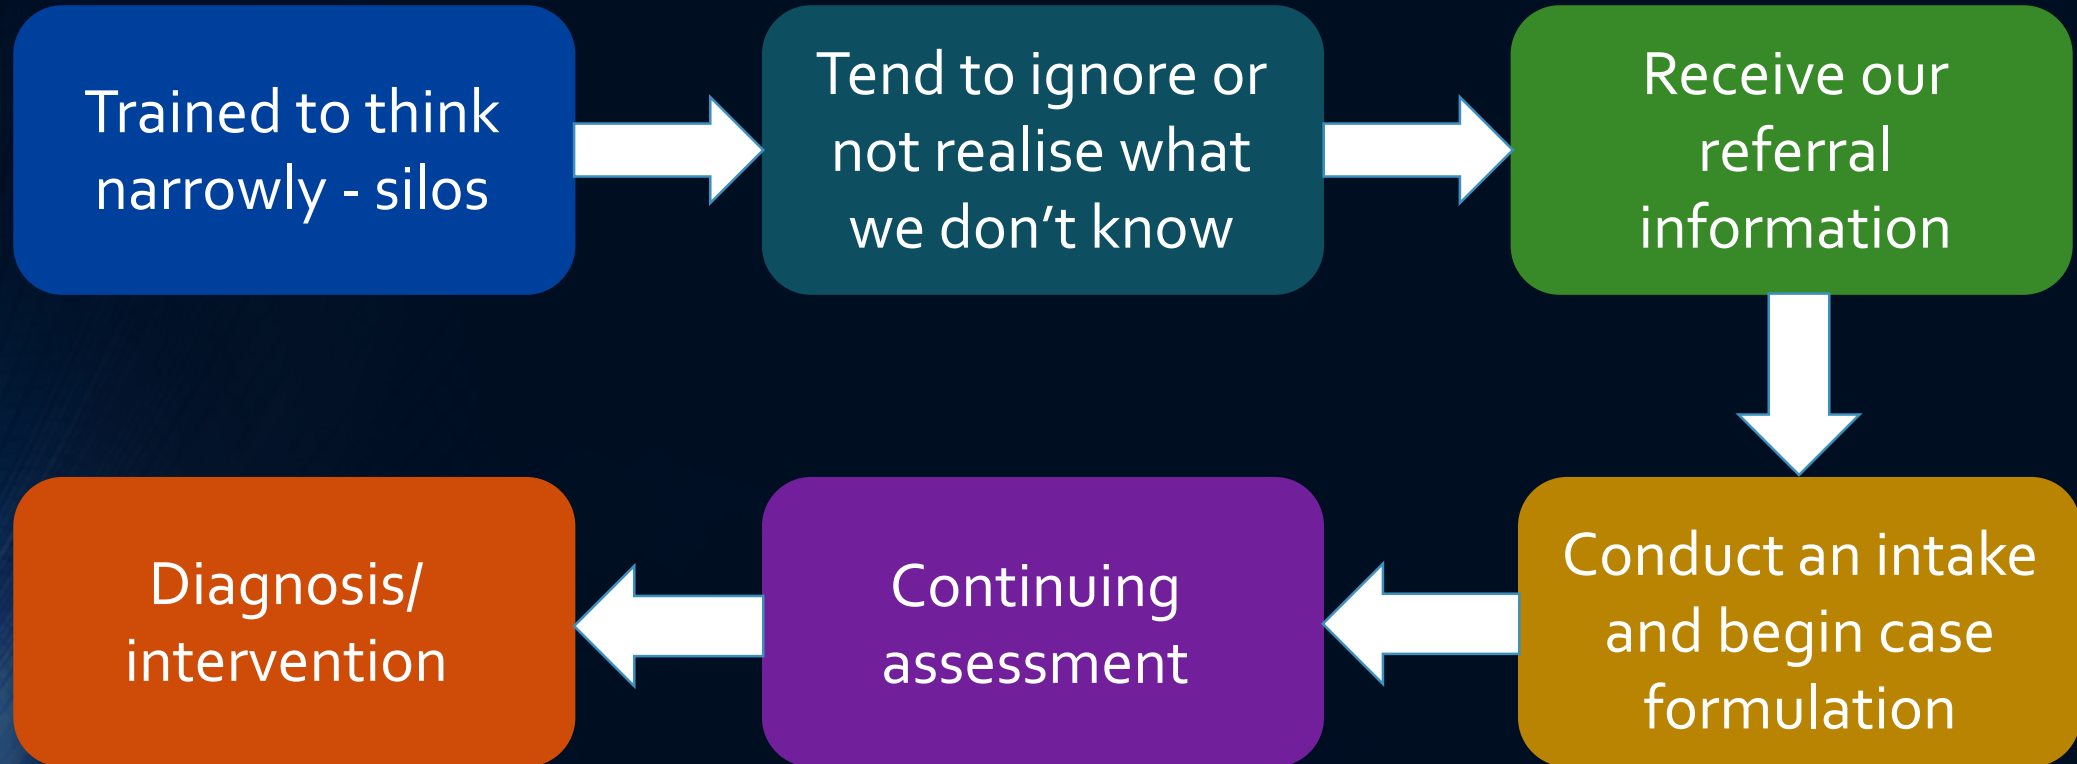 Trained to think
narrowly - silos
Tend to ignore or
not realise what
we don’t know
Receive our
referral
information
Conduct an intake
and begin case
formulation
Continuing
assessment
Diagnosis/
intervention